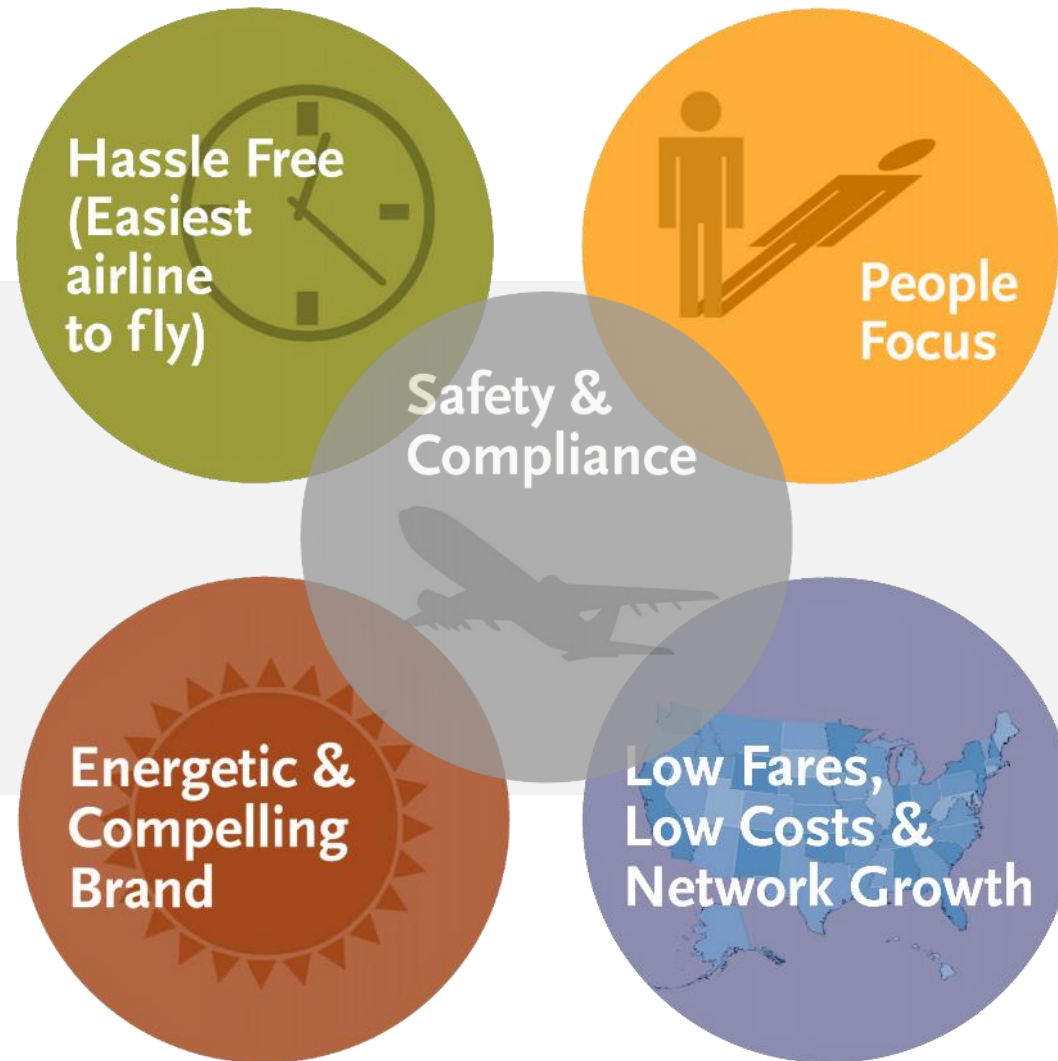 Hassle Free
(Easiest
airline
to fly)
People
Focus
Safety &
Compliance
Energetic &
Compelling
Brand
Low Fares,
Low Costs &
Network Growth